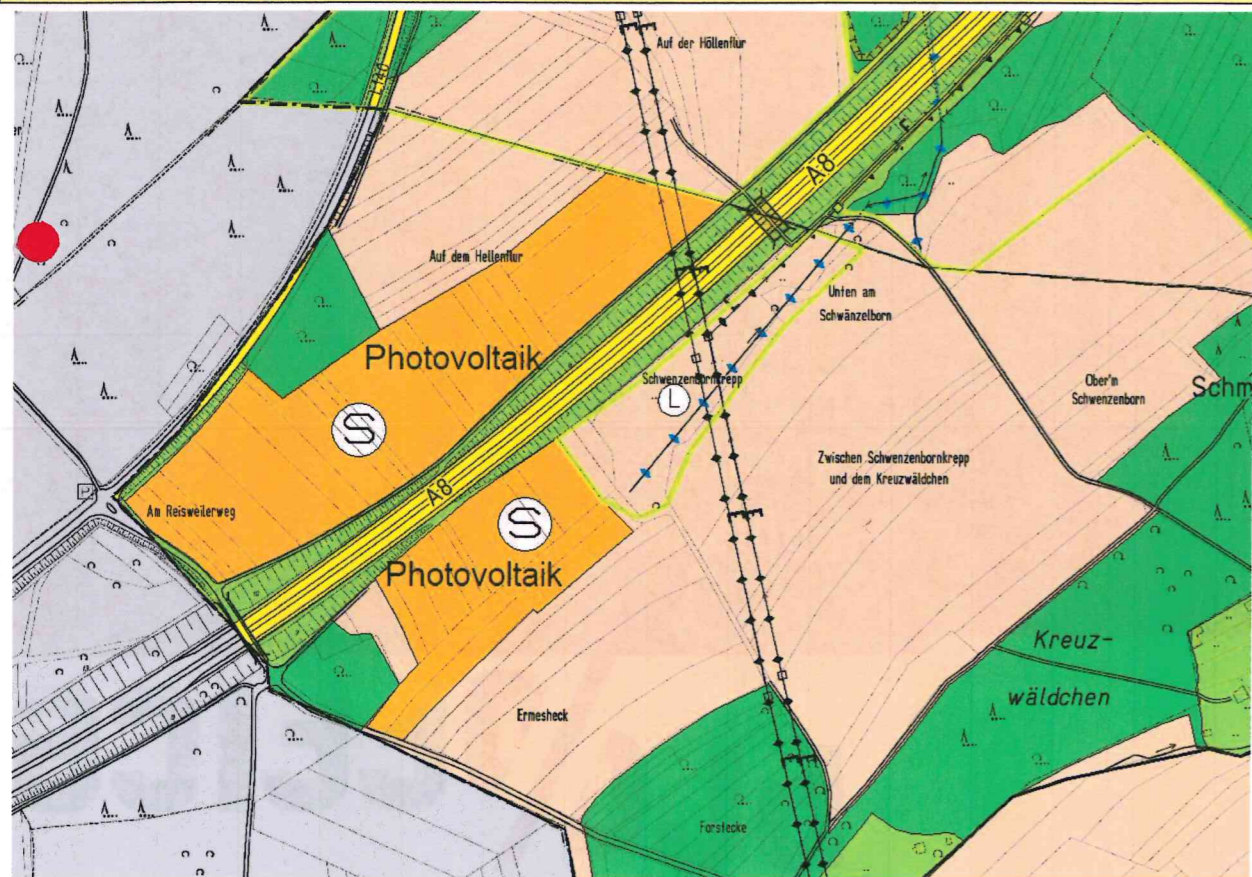 Auf der Höllenflur
A8
Auf dem Hellenflur
Unten am
Schwänzelborn
Photovoltaik
S
Schwenzenbornkrepp
L
Ober'm
Schwenzenborn
Schm
Zwischen Schwenzenbornkrepp
und dem Kreuzwäldchen
A8
Am Reisweilerweg
S
Photovoltaik
Kreuz-
wäldchen
Ermesheck
Forstecke